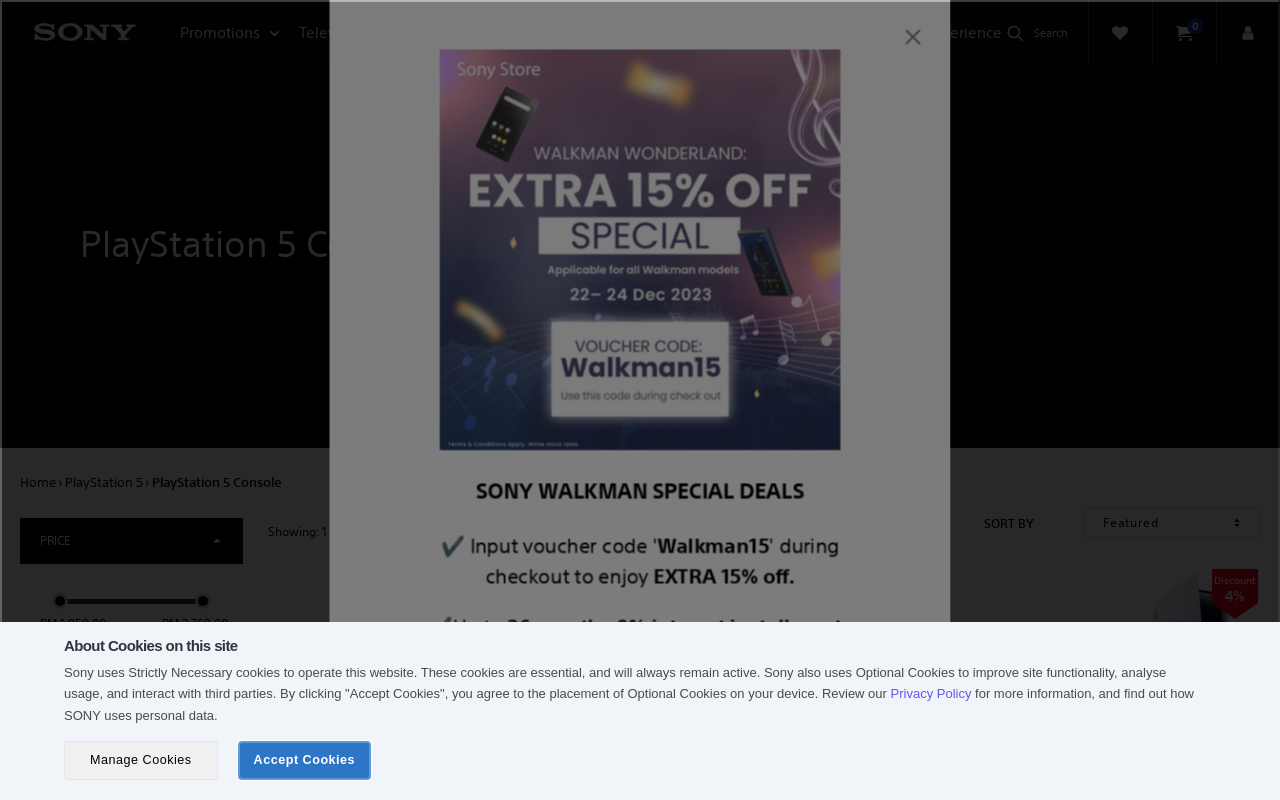 SONY
Promotions
erience
Search
0
Sony Store
WALKMAN WONDERLAND:
EXTRA 15% OFF
SPECIAL
Applicable for all Walkman models
22– 24 Dec 2023
VOUCHER CODE:
Walkman15
Use this code during check out
Terms & Conditions Apply. While stock lasts.
PlayStation 5
SONY WALKMAN SPECIAL DEALS
✔ Input voucher code 'Walkman15' during
checkout to enjoy EXTRA 15% off.
Home › PlayStation 5 › PlayStation 5 Console
PRICE
Showing: 1
SORT BY
Featured
Discount
4%
About Cookies on this site
Sony uses Strictly Necessary cookies to operate this website. These cookies are essential, and will always remain active. Sony also uses Optional Cookies to improve site functionality, analyse
usage, and interact with third parties. By clicking "Accept Cookies", you agree to the placement of Optional Cookies on your device. Review our Privacy Policy for more information, and find out how
SONY uses personal data.
Manage Cookies
Accept Cookies